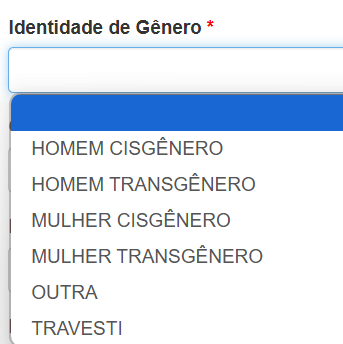 Identidade de Gênero *
HOMEM CISGÊNERO
HOMEM TRANSGÊNERO
MULHER CISGÊNERO
MULHER TRANSGÊNERO
OUTRA
TRAVESTI